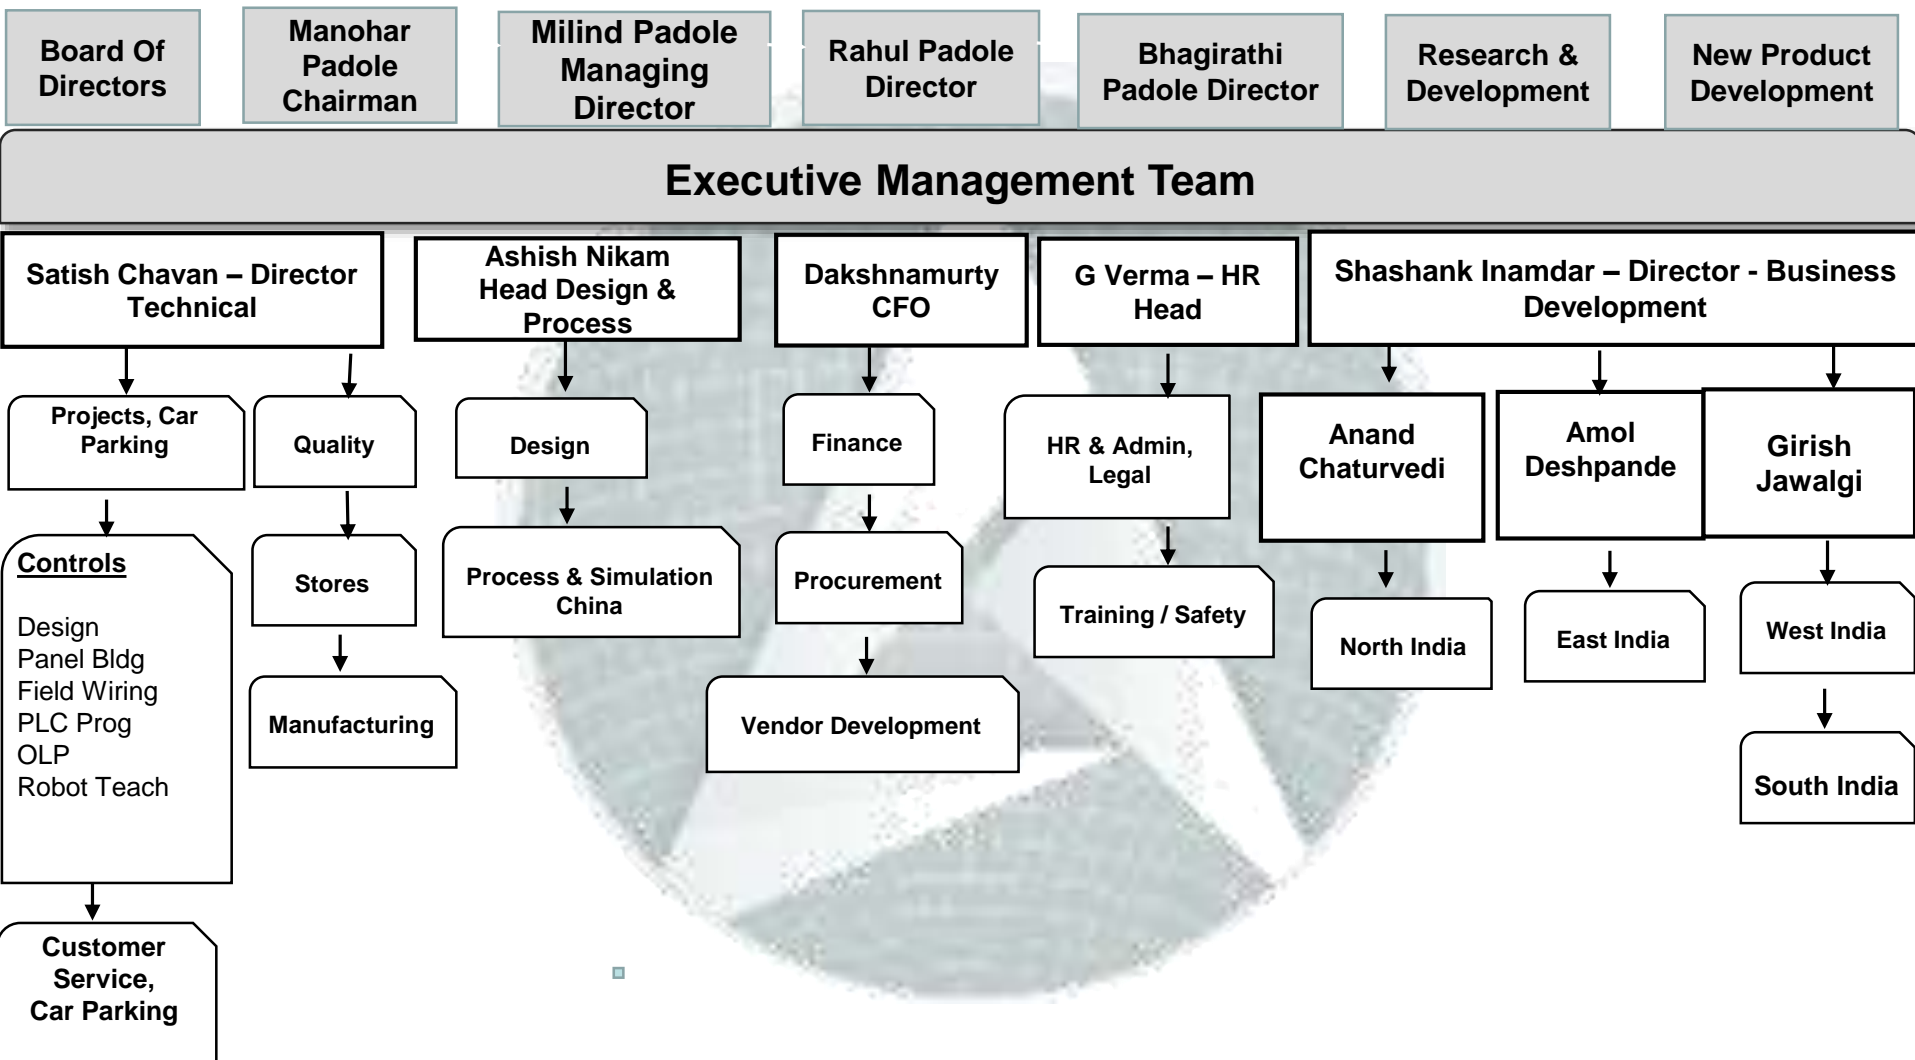 Board Of
Directors
Manohar
Padole
Chairman
Milind Padole
Managing
Director
Rahul Padole
Director
Bhagirathi
Padole Director
Research &
Development
New Product
Development
Executive Management Team
Satish Chavan – Director
Technical
Ashish Nikam
Head Design &
Process
Dakshnamurty
CFO
G Verma – HR
Head
Shashank Inamdar – Director - Business
Development
Projects, Car
Parking
Quality
Design
Finance
HR & Admin,
Legal
Anand
Chaturvedi
Amol
Deshpande
Girish
Jawalgi
Controls
Design
Panel Bldg
Field Wiring
PLC Prog
OLP
Robot Teach
Stores
Process & Simulation
China
Procurement
Training / Safety
North India
East India
West India
Manufacturing
Vendor Development
South India
Customer
Service,
Car Parking